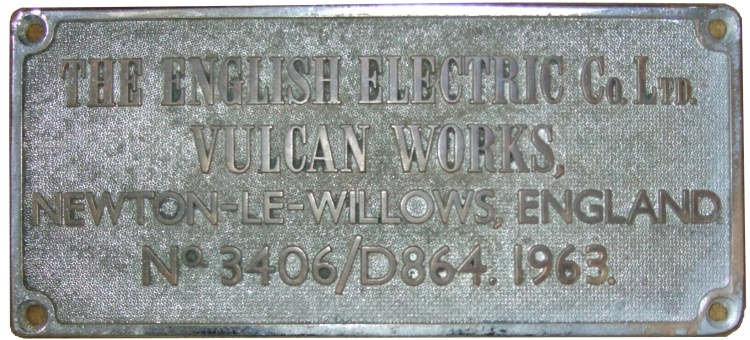 THE ENGLISH ELECTRIC Co. LTD.
VULCAN WORKS,
NEWTON-LE-WILLOWS, ENGLAND
No. 3406/D864. 1963.